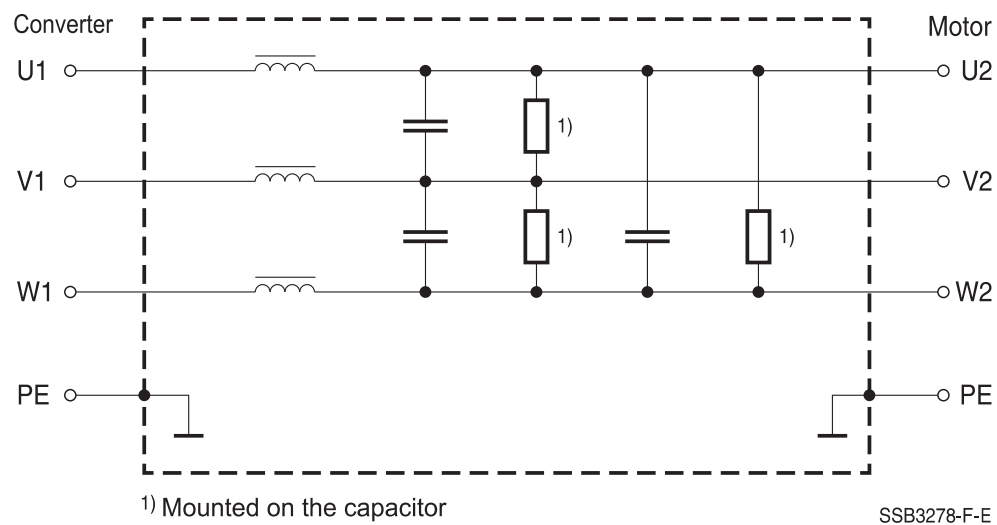 Converter
Motor
U1
U2
1)
V1
V2
1)
1)
W1
W2
PE
PE
1) Mounted on the capacitor
SSB3278-F-E